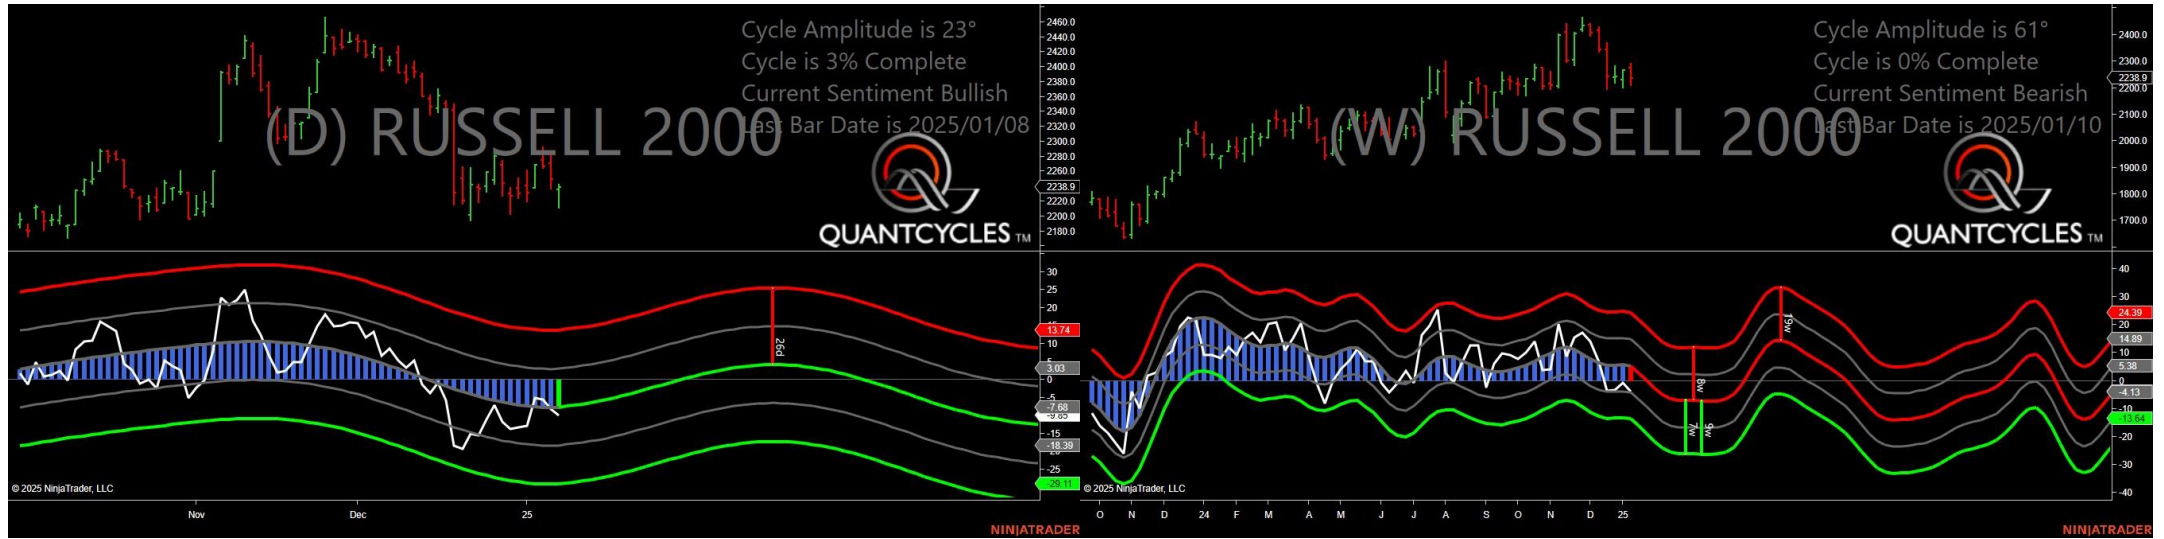 Cycle Amplitude is 23°
Cycle is 3% Complete
Current Sentiment Bullish
Last Bar Date is 2025/01/08
(D) RUSSELL 2000
QUANTCYCLES TM
2460.0
2440.0
2420.0
2400.0
2380.0
2360.0
2340.0
2320.0
2300.0
2280.0
2260.0
2238.9
2220.0
2200.0
2180.0
30
25
20
13.74
10
5
3.03
0
-5
-7.68
-9.85
-15
-18.39
-25
-29.11
26d
© 2025 NinjaTrader, LLC
Nov
Dec
25
NINJATRADER
Cycle Amplitude is 61°
Cycle is 0% Complete
Current Sentiment Bearish
Last Bar Date is 2025/01/10
(W) RUSSELL 2000
QUANTCYCLES TM
2400.0
2300.0
2238.9
2200.0
2100.0
2000.0
1900.0
1800.0
1700.0
40
30
24.39
20
14.89
10
5.38
0
-4.13
-10
-13.64
-20
-30
-40
19w
8w
7w
9w
© 2025 NinjaTrader, LLC
O N D 24 F M A M J J A S O N D 25
NINJATRADER